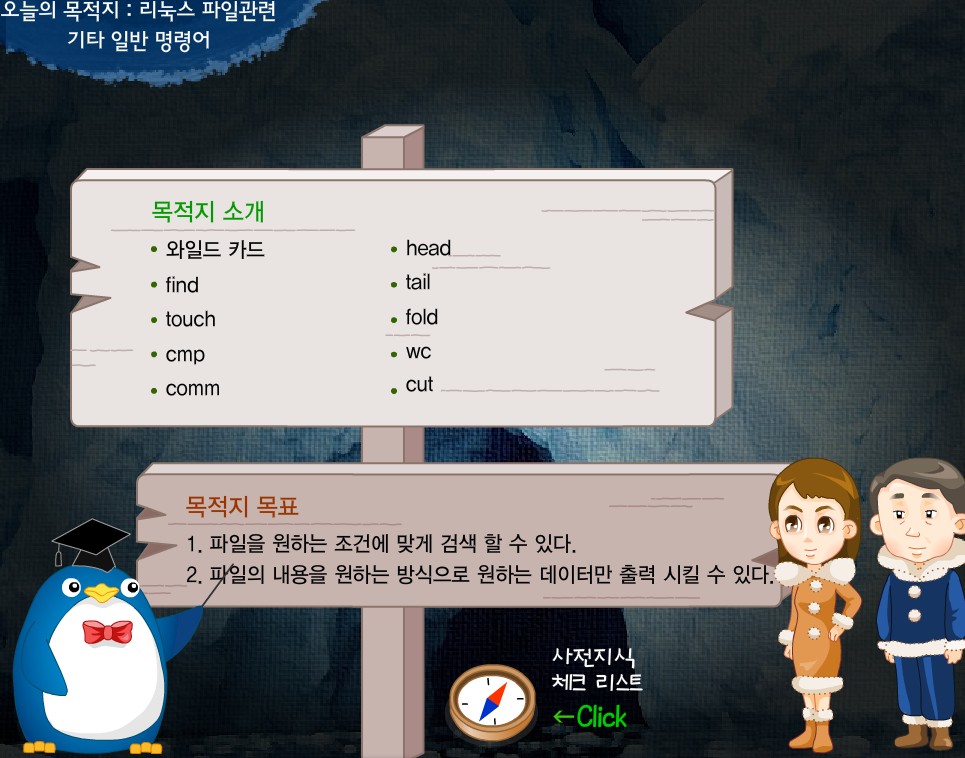 오늘의 목적지 : 리눅스 파일관련
기타 일반 명령어
목적지 소개
• 와일드 카드
• find
• touch
• cmp
• comm
• head
• tail
• fold
• wc
• cut
목적지 목표
1. 파일을 원하는 조건에 맞게 검색 할 수 있다.
2. 파일의 내용을 원하는 방식으로 원하는 데이터만 출력 시킬 수 있다.
사전지식
체크 리스트
←Click